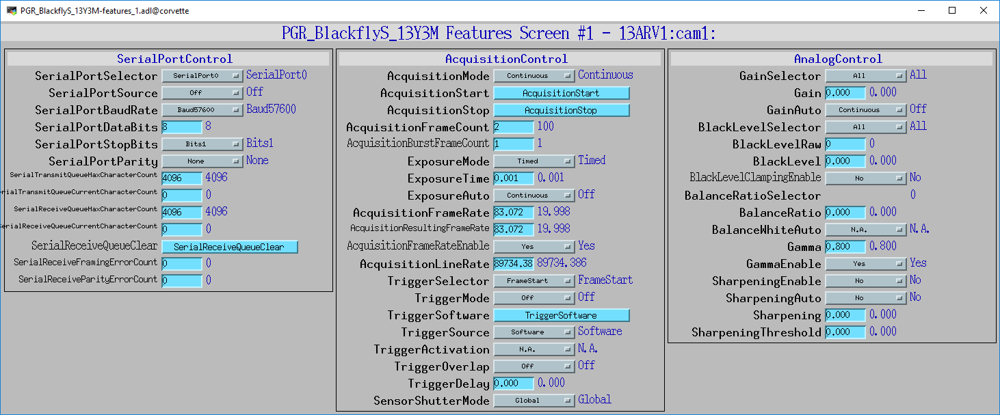 PGR_BlackflyS_13Y3M-features_1.adl@corvette
PGR_BlackflyS_13Y3M Features Screen #1 - 13ARV1:cam1:
SerialPortControl
SerialPortSelector SerialPort0 SerialPort0
SerialPortSource Off Off
SerialPortBaudRate Baud57600 Baud57600
SerialPortDataBits 8 8
SerialPortStopBits Bits1 Bits1
SerialPortParity None None
SerialTransmitQueueMaxCharacterCount 4096 4096
rialTransmitQueueCurrentCharacterCount 0 0
SerialReceiveQueueMaxCharacterCount 4096 4096
SerialReceiveQueueCurrentCharacterCount 0 0
SerialReceiveQueueClear SerialReceiveQueueClear
SerialReceiveFramingErrorCount 0 0
SerialReceiveParityErrorCount 0 0
AcquisitionControl
AcquisitionMode Continuous Continuous
AcquisitionStart AcquisitionStart
AcquisitionStop AcquisitionStop
AcquisitionFrameCount 2 100
AcquisitionBurstFrameCount 1 1
ExposureMode Timed Timed
ExposureTime 0.001 0.001
ExposureAuto Continuous Off
AcquisitionFrameRate 83.072 19.998
AcquisitionResultingFrameRate 83.072 19.998
AcquisitionFrameRateEnable Yes Yes
AcquisitionLineRate 89734.38 89734.386
TriggerSelector FrameStart FrameStart
TriggerMode Off Off
TriggerSoftware TriggerSoftware
TriggerSource Software Software
TriggerActivation N.A. N.A.
TriggerOverlap Off Off
TriggerDelay 0.000 0.000
SensorShutterMode Global Global
AnalogControl
GainSelector All All
Gain 0.000 0.000
GainAuto Continuous Off
BlackLevelSelector All All
BlackLevelRaw 0 0
BlackLevel 0.000 0.000
BlackLevelClampingEnable No No
BalanceRatioSelector 0
BalanceRatio 0.000 0.000
BalanceWhiteAuto N.A. N.A.
Gamma 0.800 0.800
GammaEnable Yes Yes
SharpeningEnable No No
SharpeningAuto No No
Sharpening 0.000 0.000
SharpeningThreshold 0.000 0.000